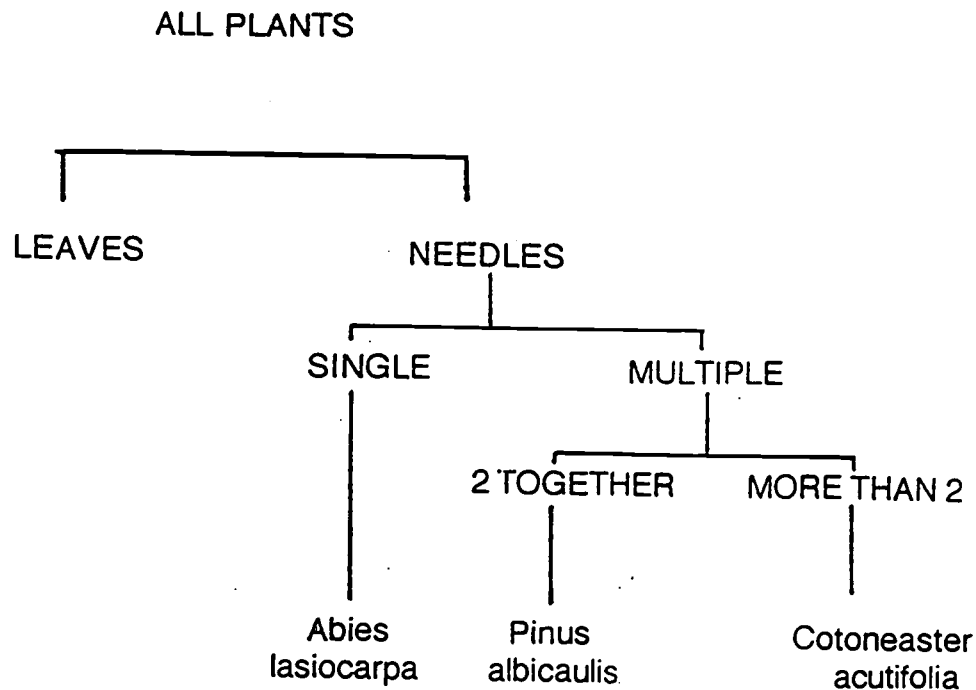 ALL PLANTS
LEAVES
NEEDLES
SINGLE
MULTIPLE
2 TOGETHER
MORE THAN 2
Abies
lasiocarpa
Pinus
albicaulis
Cotoneaster
acutifolia